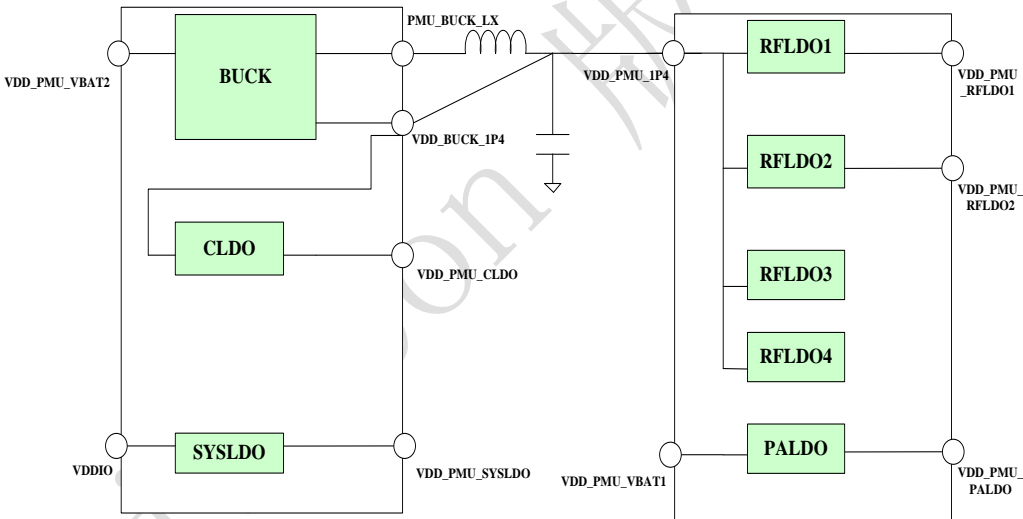 PMU_BUCK_LX
BUCK
VDD_PMU_VBAT2
VDD_BUCK_1P4
CLDO
VDD_PMU_CLDO
SYSLDO
VDDIO
VDD_PMU_SYSLDO
RFLDO1
VDD_PMU_1P4
VDD_PMU
_RFLDO1
RFLDO2
VDD_PMU_
RFLDO2
RFLDO3
RFLDO4
PALDO
VDD_PMU_VBAT1
VDD_PMU_
PALDO